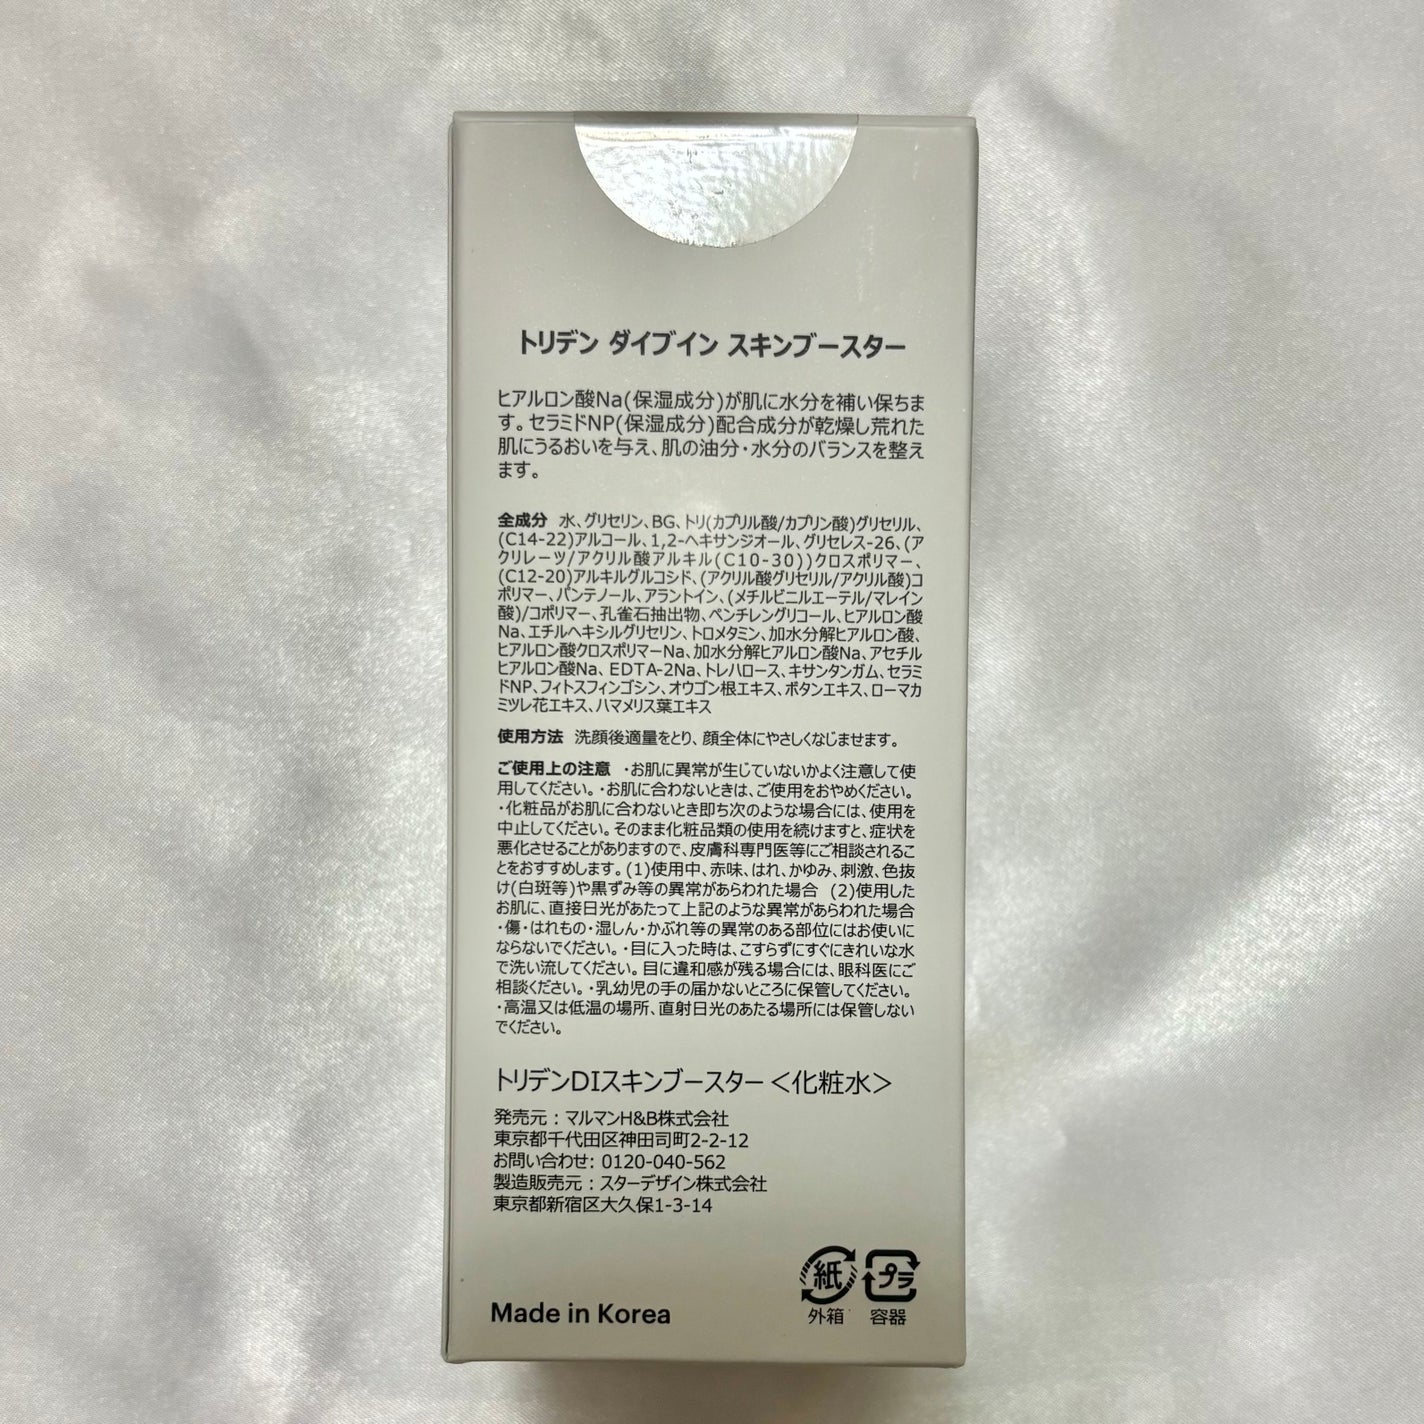 トリデン ダイブイン スキンブースター
ヒアルロン酸Na(保湿成分)が肌に水分を補い保ちま
す。セラミドNP(保湿成分)配合成分が乾燥し荒れた
肌にうるおいを与え、肌の油分・水分のバランスを整え
ます。
全成分 水、グリセリン、BG、トリ(カプリル酸/カプリン酸)グリセリル、
(C14-22)アルコール、1,2-ヘキサンジオール、グリセレス-26、(ア
クリレーツ/アクリル酸アルキル(C10-30))クロスポリマー、
(C12-20)アルキルグルコシド、(アクリル酸グリセリル/アクリル酸)コ
ポリマー、パンテノール、アラントイン、(メチルビニルエーテル/マレイン
酸)/コポリマー、孔雀石抽出物、ペンチレングリコール、ヒアルロン酸
Na、エチルヘキシルグリセリン、トロメタミン、加水分解ヒアルロン酸、
ヒアルロン酸クロスポリマーNa、加水分解ヒアルロン酸Na、アセチル
ヒアルロン酸Na、EDTA-2Na、トレハロース、キサンタンガム、セラミ
ドNP、フィトスフィンゴシン、オウゴン根エキス、ボタンエキス、ローマカ
ミツレ花エキス、ハマメリス葉エキス
使用方法 洗顔後適量をとり、顔全体にやさしくなじませます。
ご使用上の注意 ・お肌に異常が生じていないかよく注意して使
用してください。・お肌に合わないときは、ご使用をおやめください。
・化粧品がお肌に合わないとき即ち次のような場合には、使用を
中止してください。そのまま化粧品類の使用を続けますと、症状を
悪化させることがありますので、皮膚科専門医等にご相談されるこ
とをおすすめします。(1)使用中、赤味、はれ、かゆみ、刺激、色抜
け(白斑等)や黒ずみ等の異常があらわれた場合 (2)使用した
お肌に、直接日光があたって上記のような異常があらわれた場合
・傷・はれもの・湿しん・かぶれ等の異常のある部位にはお使いに
ならないでください。・目に入った時は、こすらずにすぐにきれいな水
で洗い流してください。目に違和感が残る場合には、眼科医にご
相談ください。・乳幼児の手の届かないところに保管してください。
・高温又は低温の場所、直射日光のあたる場所には保管しない
でください。
トリデンDIスキンブースター＜化粧水＞
発売元：マルマンH&B株式会社
東京都千代田区神田司町2-2-12
お問い合わせ: 0120-040-562
製造販売元：スターデザイン株式会社
東京都新宿区大久保1-3-14
紙 プラ
外箱 容器
Made in Korea